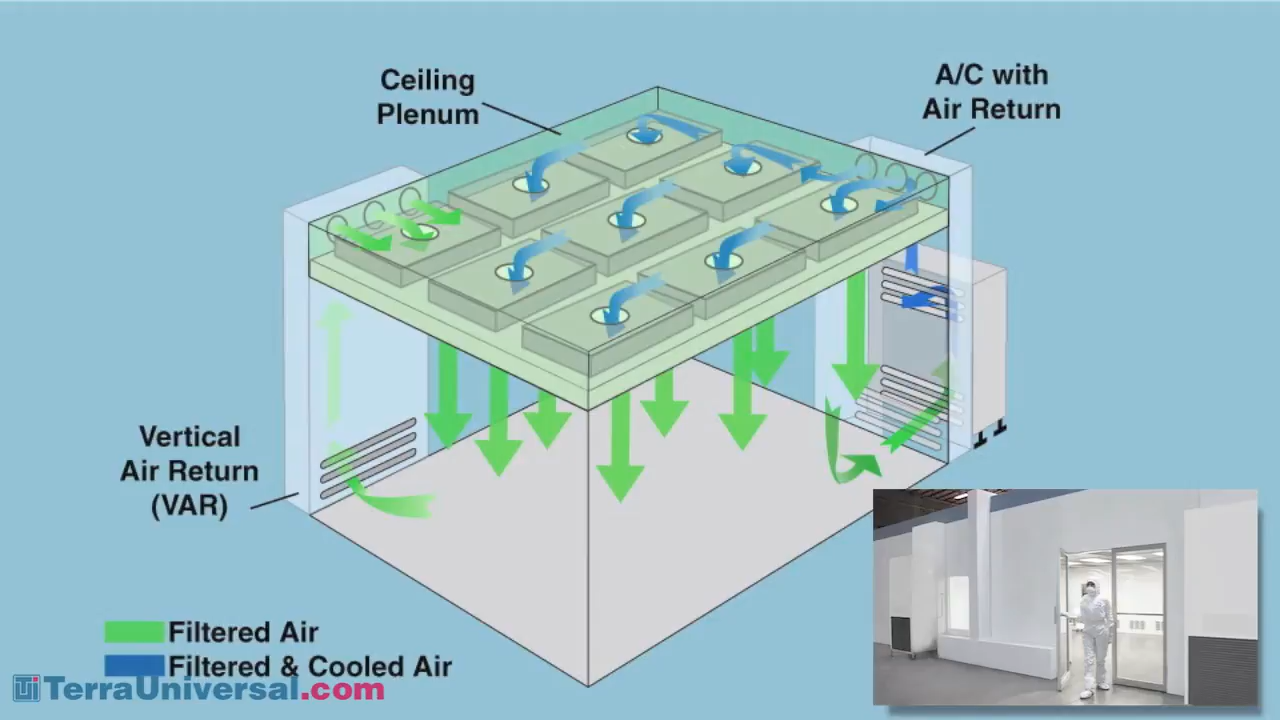 Ceiling
Plenum
A/C with
Air Return
Vertical
Air Return
(VAR)
Filtered Air
Filtered & Cooled Air
TerraUniversal.com